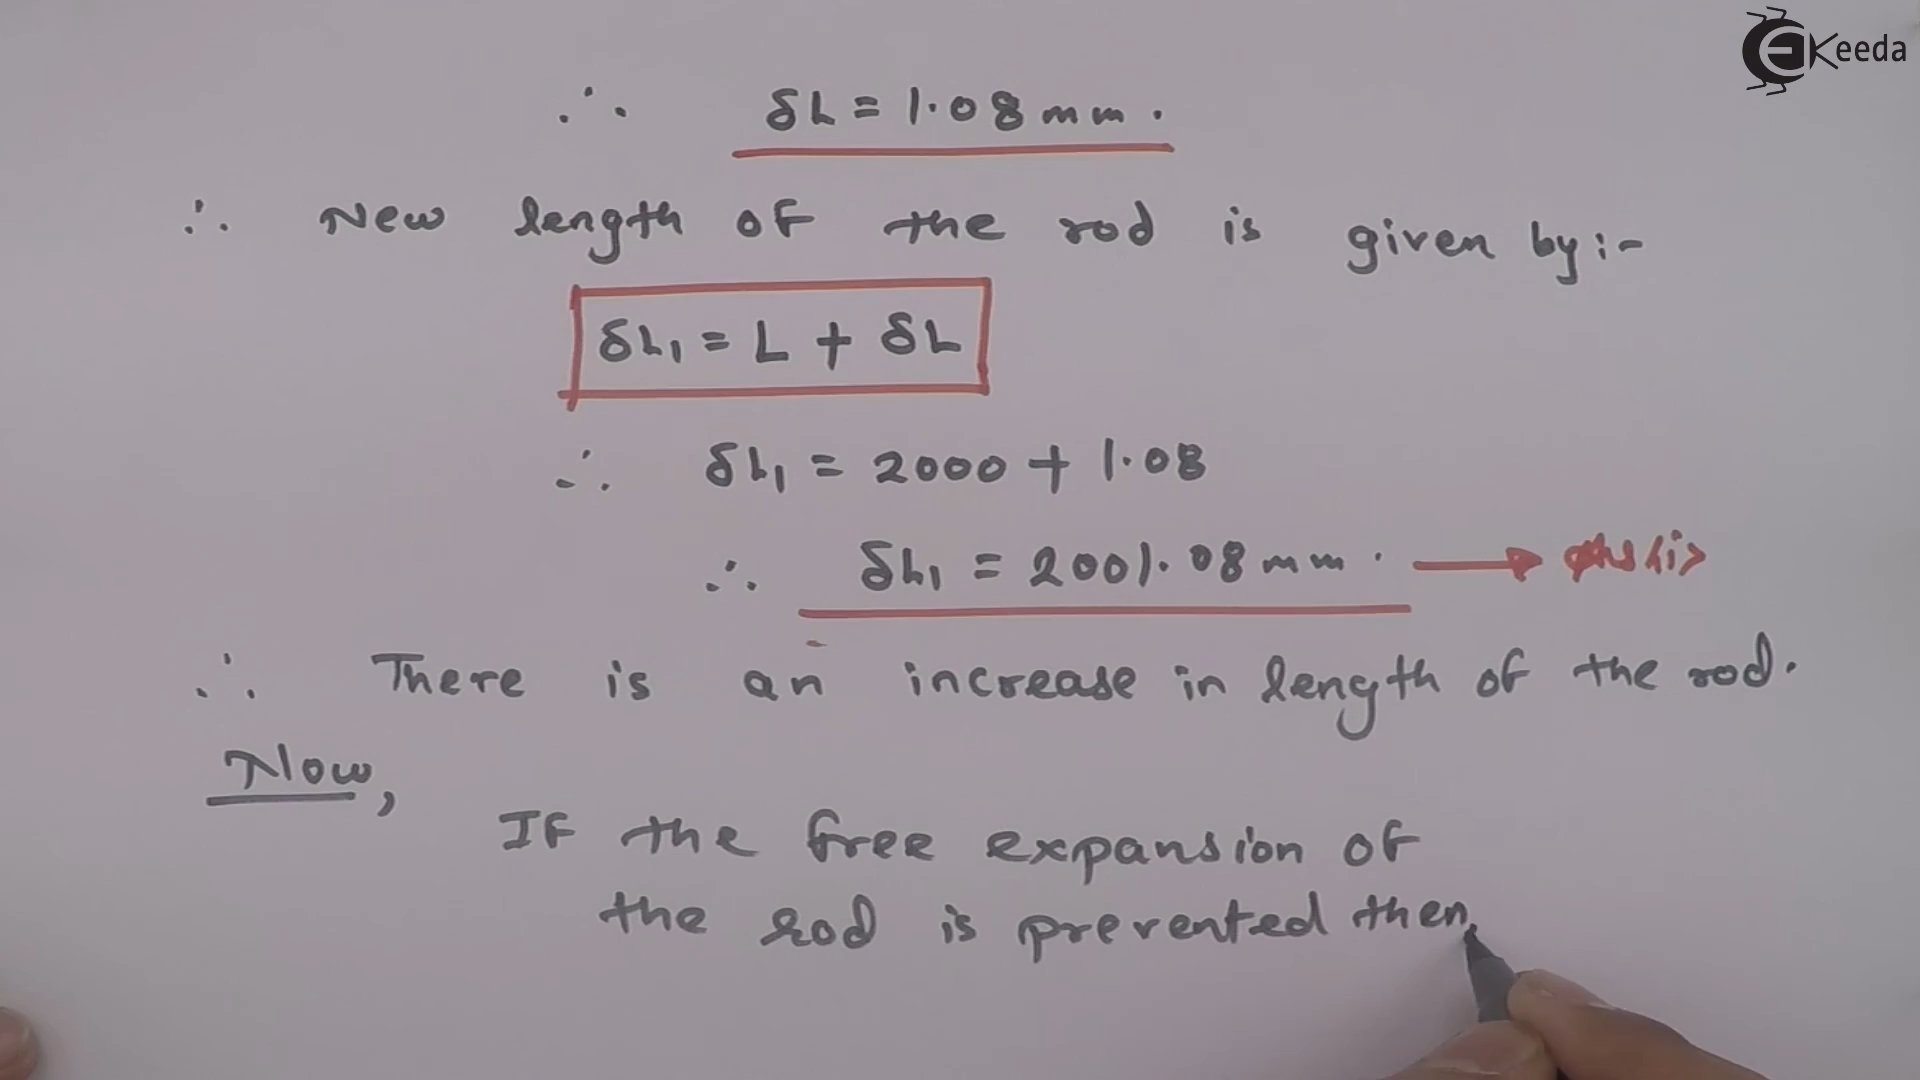 EKeeda
∴ δL = 1.08 mm.
∴ New length of the rod is given by :-
δL₁ = L + δL
∴ δL₁ = 2000 + 1.08
∴ δL₁ = 2001.08 mm. →
∴ There is an increase in length of the rod.
Now,
If the free expansion of
the rod is prevented then,